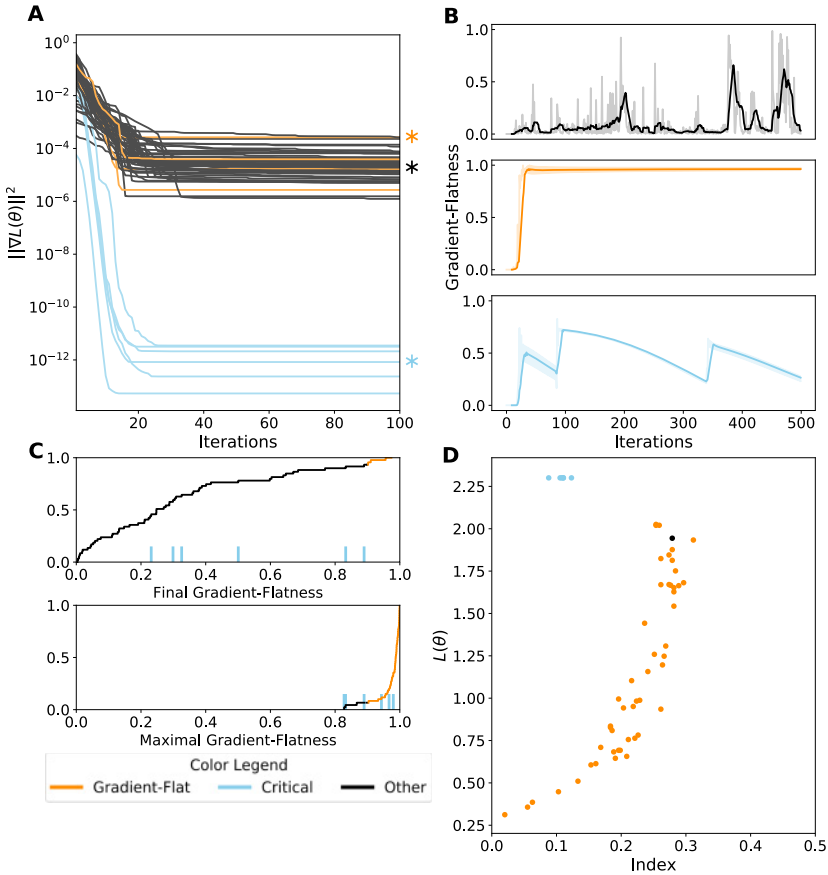 A
10^0
10^-2
10^-4
10^-6
10^-8
10^-10
10^-12
||∇L(θ)||^2
20 40 60 80 100
Iterations
*
*
*
B
1.0
0.5
0.0
1.0
0.5
0.0
1.0
0.5
0.0
Gradient-Flatness
0 100 200 300 400 500
Iterations
C
1.0
0.5
0.0
0.0 0.2 0.4 0.6 0.8 1.0
Final Gradient-Flatness
1.0
0.5
0.0
0.0 0.2 0.4 0.6 0.8 1.0
Maximal Gradient-Flatness
Color Legend
Gradient-Flat Critical Other
D
2.25
2.00
1.75
1.50
1.25
1.00
0.75
0.50
0.25
L(θ)
0.0 0.1 0.2 0.3 0.4 0.5
Index